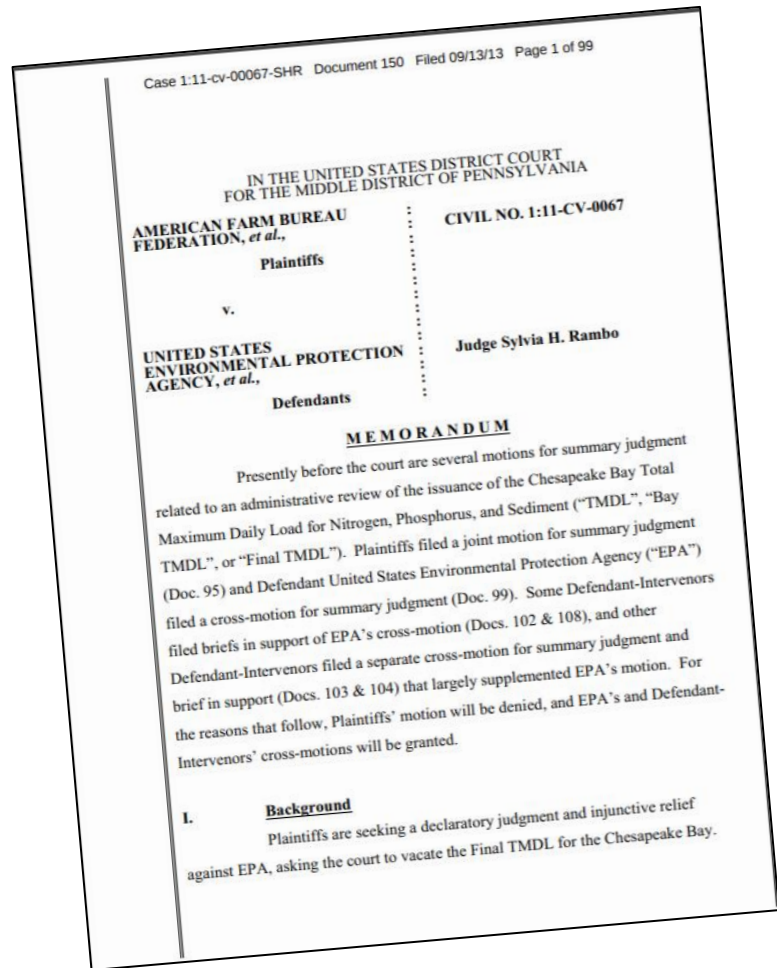 Case 1:11-cv-00067-SHR Document 150 Filed 09/13/13 Page 1 of 99
IN THE UNITED STATES DISTRICT COURT
FOR THE MIDDLE DISTRICT OF PENNSYLVANIA
AMERICAN FARM BUREAU
FEDERATION, et al.,
Plaintiffs
v.
UNITED STATES
ENVIRONMENTAL PROTECTION
AGENCY, et al.,
Defendants
CIVIL NO. 1:11-CV-0067
Judge Sylvia H. Rambo
MEMORANDUM
Presently before the court are several motions for summary judgment
related to an administrative review of the issuance of the Chesapeake Bay Total
Maximum Daily Load for Nitrogen, Phosphorus, and Sediment ("TMDL", "Bay
TMDL", or "Final TMDL"). Plaintiffs filed a joint motion for summary judgment
(Doc. 95) and Defendant United States Environmental Protection Agency ("EPA")
filed a cross-motion for summary judgment (Doc. 99). Some Defendant-Intervenors
filed briefs in support of EPA's cross-motion (Docs. 102 & 108), and other
Defendant-Intervenors filed a separate cross-motion for summary judgment and
brief in support (Docs. 103 & 104) that largely supplemented EPA's motion. For
the reasons that follow, Plaintiffs' motion will be denied, and EPA's and Defendant-
Intervenors' cross-motions will be granted.
I. Background
Plaintiffs are seeking a declaratory judgment and injunctive relief
against EPA, asking the court to vacate the Final TMDL for the Chesapeake Bay.